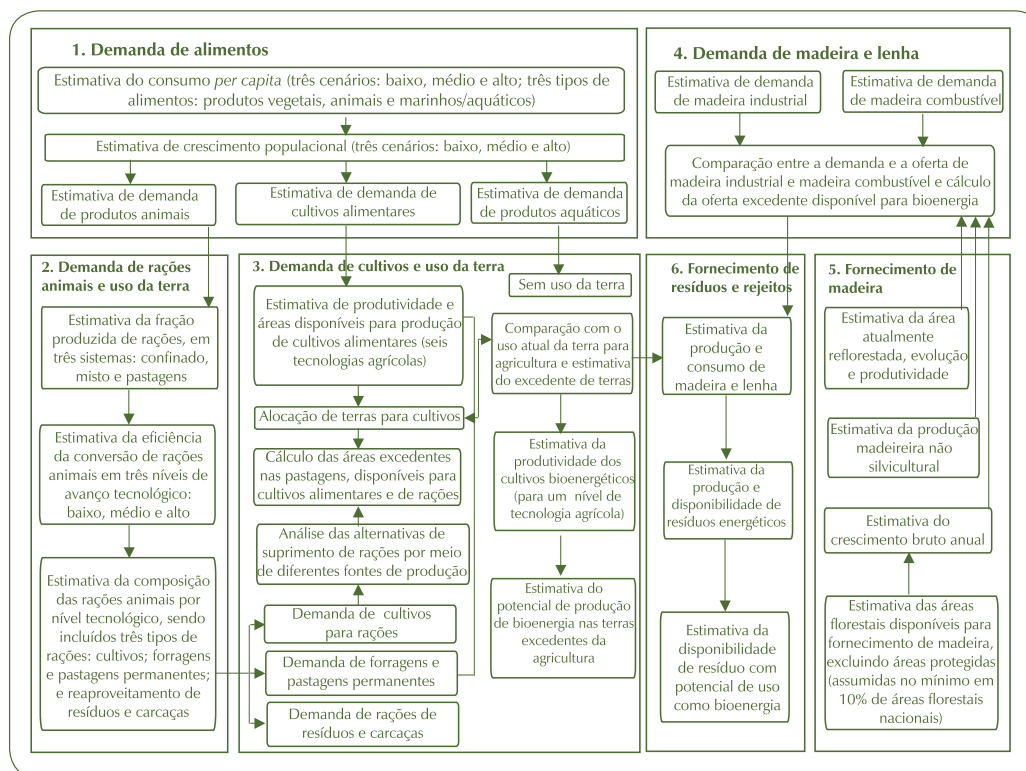 1. Demanda de alimentos
Estimativa do consumo per capita (três cenários: baixo, médio e alto; três tipos de
alimentos: produtos vegetais, animais e marinhos/aquáticos)
Estimativa de crescimento populacional (três cenários: baixo, médio e alto)
Estimativa de demanda
de produtos animais
Estimativa de demanda de
cultivos alimentares
Estimativa de demanda
de produtos aquáticos
4. Demanda de madeira e lenha
Estimativa de demanda
de madeira industrial
Estimativa de demanda
de madeira combustível
Comparação entre a demanda e a oferta de
madeira industrial e madeira combustível e cálculo
da oferta excedente disponível para bioenergia
2. Demanda de rações
animais e uso da terra
Estimativa da fração
produzida de rações, em
três sistemas: confinado,
misto e pastagens
Estimativa da eficiência
da conversão de rações
animais em três níveis de
avanço tecnológico:
baixo, médio e alto
Estimativa da composição
das rações animais por
nível tecnológico, sendo
incluídos três tipos de
rações: cultivos; forragens
e pastagens permanentes;
e reaproveitamento de
resíduos e carcaças
3. Demanda de cultivos e uso da terra
Sem uso da terra
Estimativa de produtividade e
áreas disponíveis para produção
de cultivos alimentares (seis
tecnologias agrícolas)
Alocação de terras para cultivos
Cálculo das áreas excedentes
nas pastagens, disponíveis para
cultivos alimentares e de rações
Análise das alternativas de
suprimento de rações por meio
de diferentes fontes de produção
Demanda de cultivos
para rações
Demanda de forragens e
pastagens permanentes
Demanda de rações de
resíduos e carcaças
Comparação com o
uso atual da terra para
agricultura e estimativa
do excedente de terras
Estimativa da
produtividade dos
cultivos bioenergéticos
(para um nível de
tecnologia agrícola)
Estimativa do
potencial de produção
de bioenergia nas terras
excedentes da
agricultura
6. Fornecimento de
resíduos e rejeitos
Estimativa da
produção e
consumo de
madeira e lenha
Estimativa da
produção e
disponibilidade de
resíduos energéticos
Estimativa da
disponibilidade
de resíduo com
potencial de uso
como bioenergia
5. Fornecimento de
madeira
Estimativa da área
atualmente
reflorestada, evolução
e produtividade
Estimativa da produção
madeireira não
silvicultural
Estimativa do
crescimento bruto anual
Estimativa das áreas
florestais disponíveis para
fornecimento de madeira,
excluindo áreas protegidas
(assumidas no mínimo em
10% de áreas florestais
nacionais)